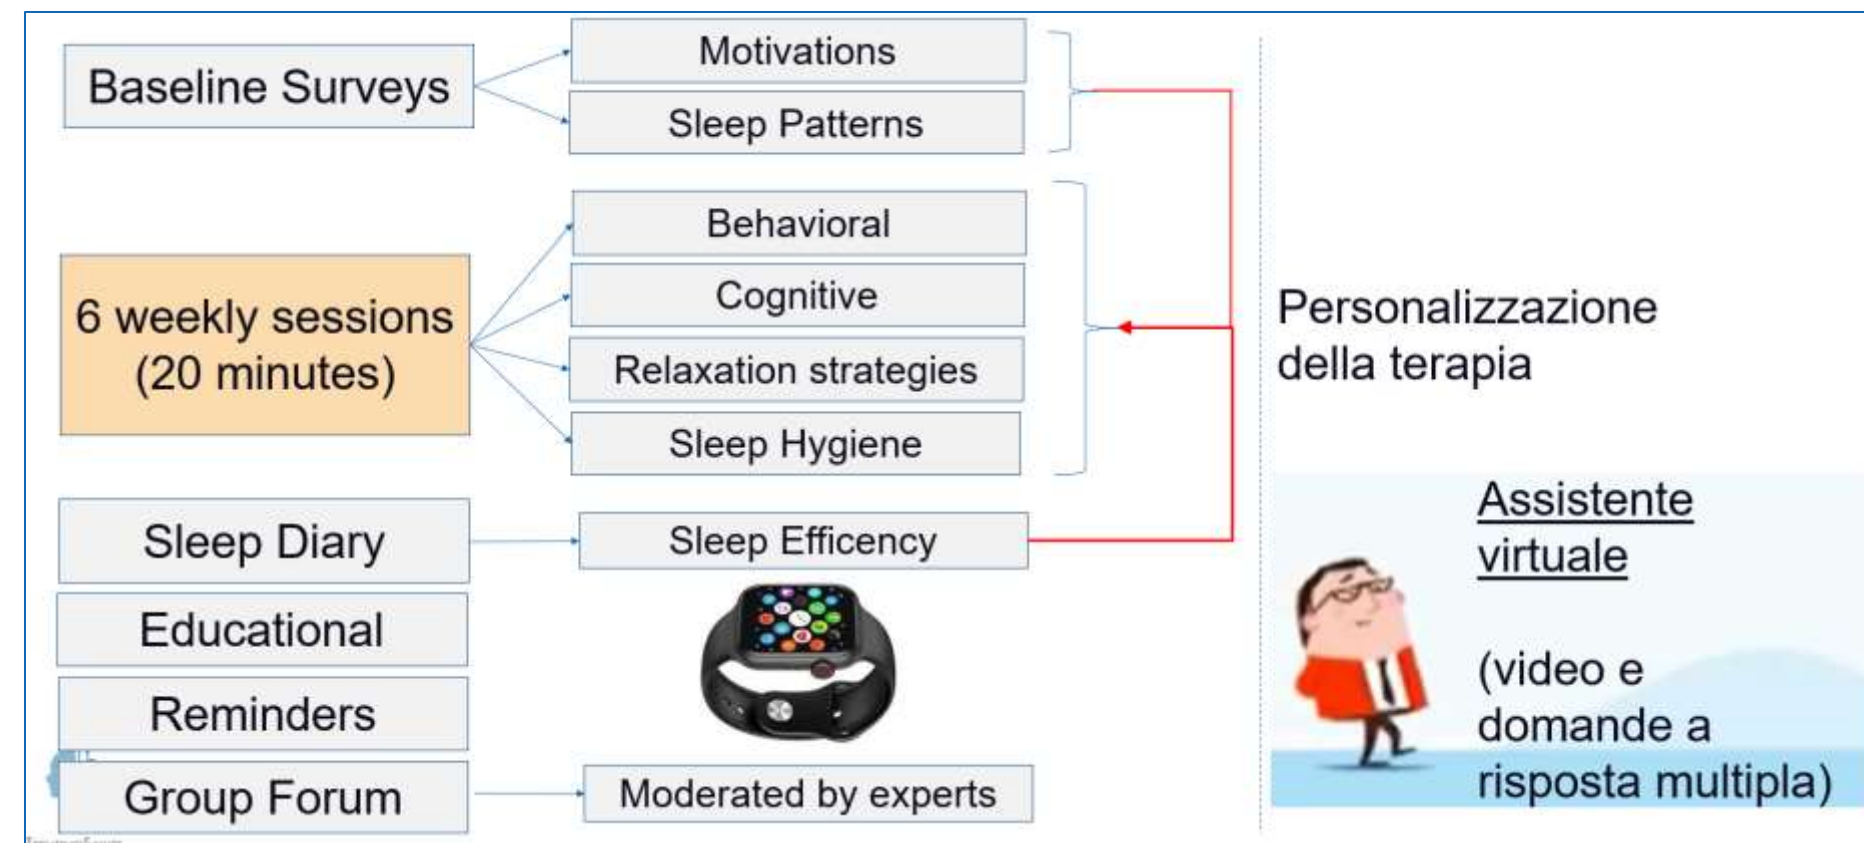 Baseline Surveys
Motivations
Sleep Patterns
6 weekly sessions
(20 minutes)
Behavioral
Cognitive
Relaxation strategies
Sleep Hygiene
Sleep Diary
Sleep Efficency
Educational
Reminders
Group Forum
Moderated by experts
Personalizzazione
della terapia
Assistente
virtuale
(video e
domande a
risposta multipla)